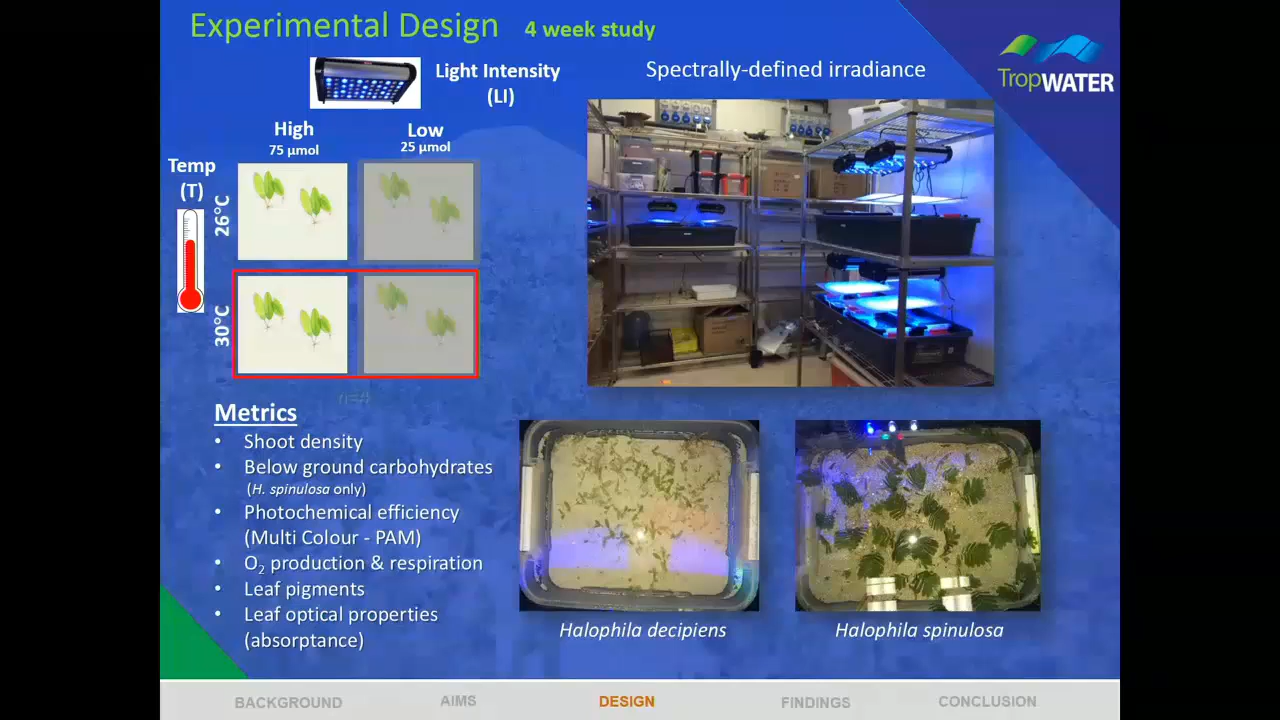 Experimental Design 4 week study
TropWATER
Light Intensity
(LI)
Spectrally-defined irradiance
High
75 µmol
Low
25 µmol
Temp
(T)
26°C
30°C
n=4
Metrics
• Shoot density
• Below ground carbohydrates
(H. spinulosa only)
• Photochemical efficiency
(Multi Colour - PAM)
• O₂ production & respiration
• Leaf pigments
• Leaf optical properties
(absorptance)
Halophila decipiens
Halophila spinulosa
BACKGROUND AIMS DESIGN FINDINGS CONCLUSION